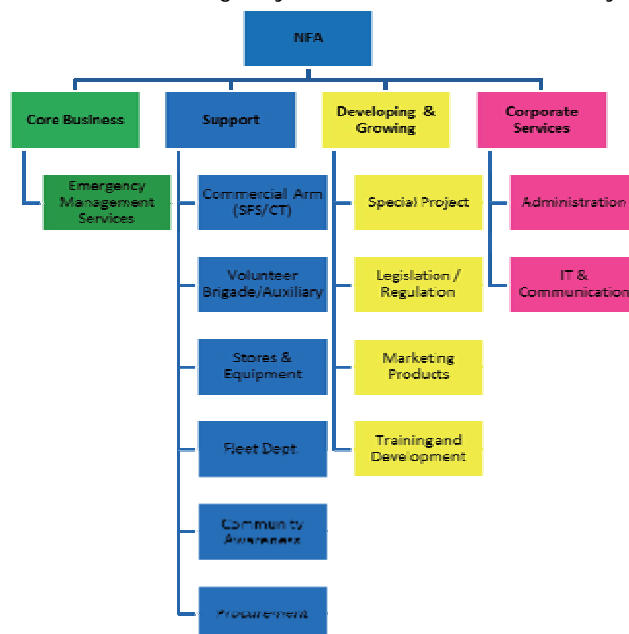 NFA
Core Business
Support
Developing & 
Growing
Corporate
Services
Emergency
Management
Services
Commercial Arm
(SFS/CT)
Special Project
Administration
Volunteer
Brigade/Auxiliary
Legislation /
Regulation
IT &
Communication
Stores &
Equipment
Marketing
Products
Fleet Dept.
Training and
Development
Community
Awareness
Procurement